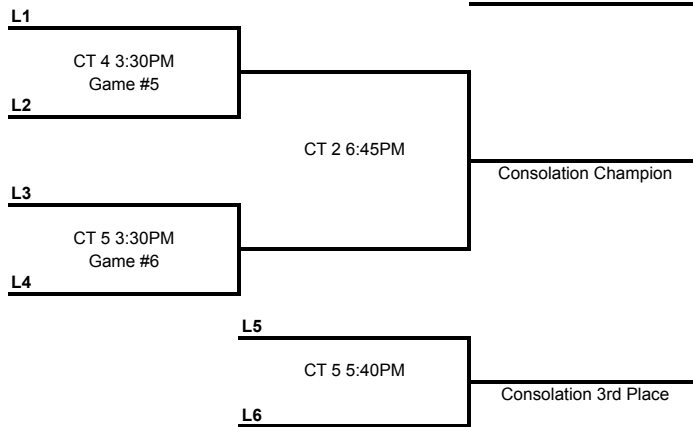 L1
CT 4 3:30PM
Game #5
L2
CT 2 6:45PM
Consolation Champion
L3
CT 5 3:30PM
Game #6
L4
L5
CT 5 5:40PM
Consolation 3rd Place
L6